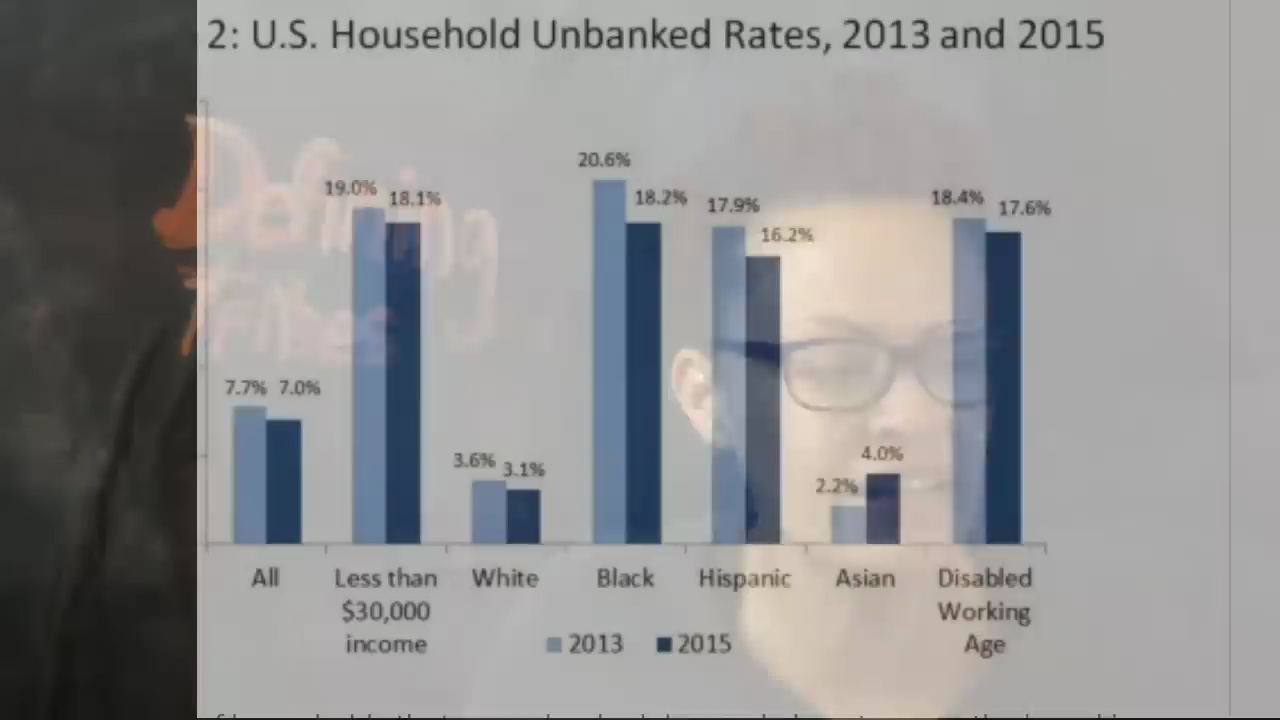 2: U.S. Household Unbanked Rates, 2013 and 2015
20.6%
19.0% 18.1% 18.2% 17.9% 18.4% 17.6%
16.2%
Defining
7.7% 7.0%
3.6% 3.1% 2.2% 4.0%
All Less than White Black Hispanic Asian Disabled
$30,000 Working
income 2013 2015 Age